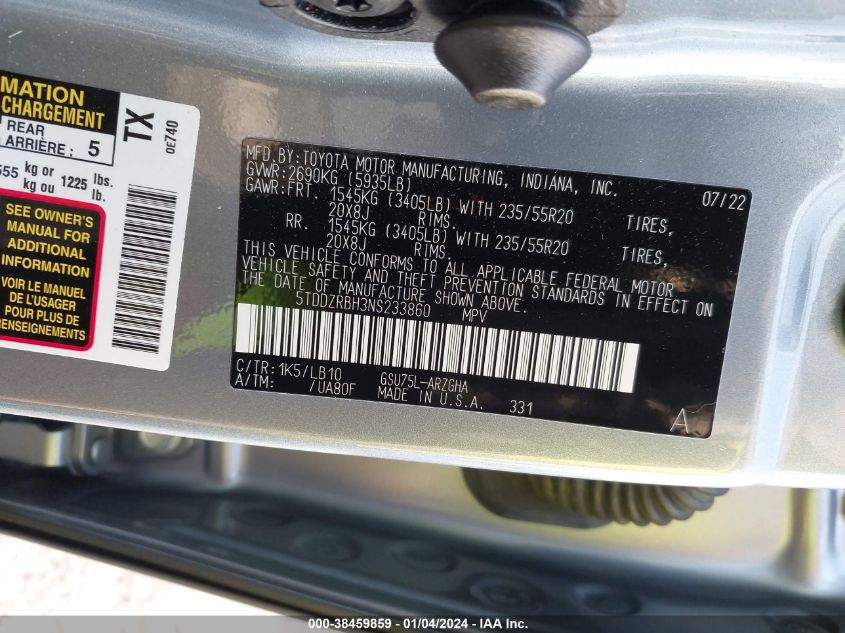 MATION
CHARGEMENT
REAR
ARRIÈRE: 5
555 kg or ou 1225 lbs. lb.
SEE OWNER'S
MANUAL FOR
ADDITIONAL
INFORMATION
VOIR LE MANUEL
DE L'USAGER
POUR PLUS DE
RENSEIGNEMENTS
TX
0E740
MFD.BY:TOYOTA MOTOR MANUFACTURING, INDIANA, INC.
GVWR:2690KG (5935LB) 07/22
GAWR:FRT. 1545KG (3405LB) WITH 235/55R20 TIRES,
20X8J RIMS.
RR. 1545KG (3405LB) WITH 235/55R20 TIRES,
20X8J RIMS.
THIS VEHICLE CONFORMS TO ALL APPLICABLE FEDERAL MOTOR
VEHICLE SAFETY AND THEFT PREVENTION STANDARDS IN EFFECT ON
THE DATE OF MANUFACTURE SHOWN ABOVE.
5TDDZRBH3NS233860 MPV
C/TR: 1K5/LB10 GSU75L-ARZGHA
A/TM: /UA80F MADE IN U.S.A. 331
A
000-38459859 - 01/04/2024 - IAA Inc.